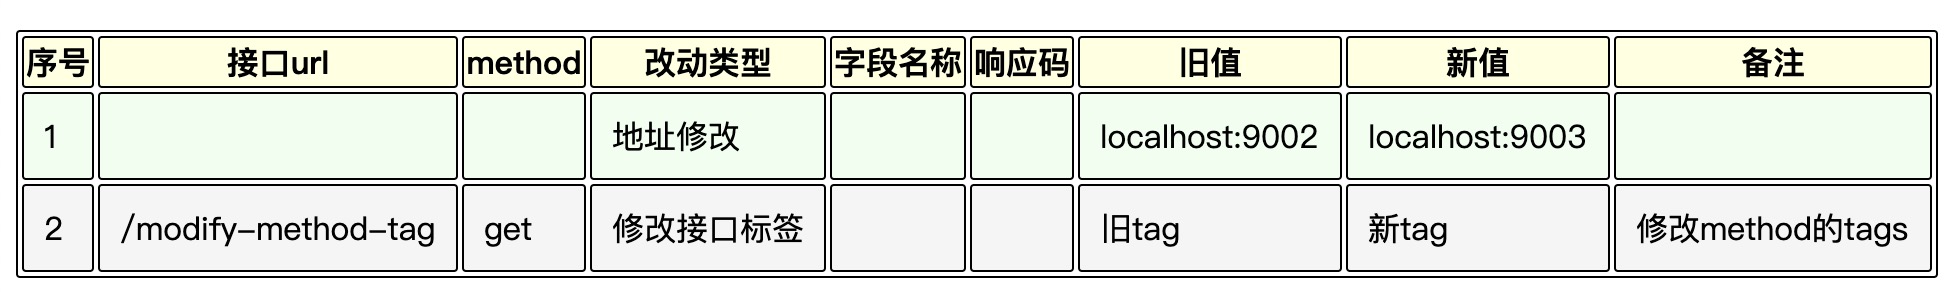 序号 接口url method 改动类型 字段名称 响应码 旧值 新值 备注
1 地址修改 localhost:9002 localhost:9003
2 /modify-method-tag get 修改接口标签 旧tag 新tag 修改method的tags